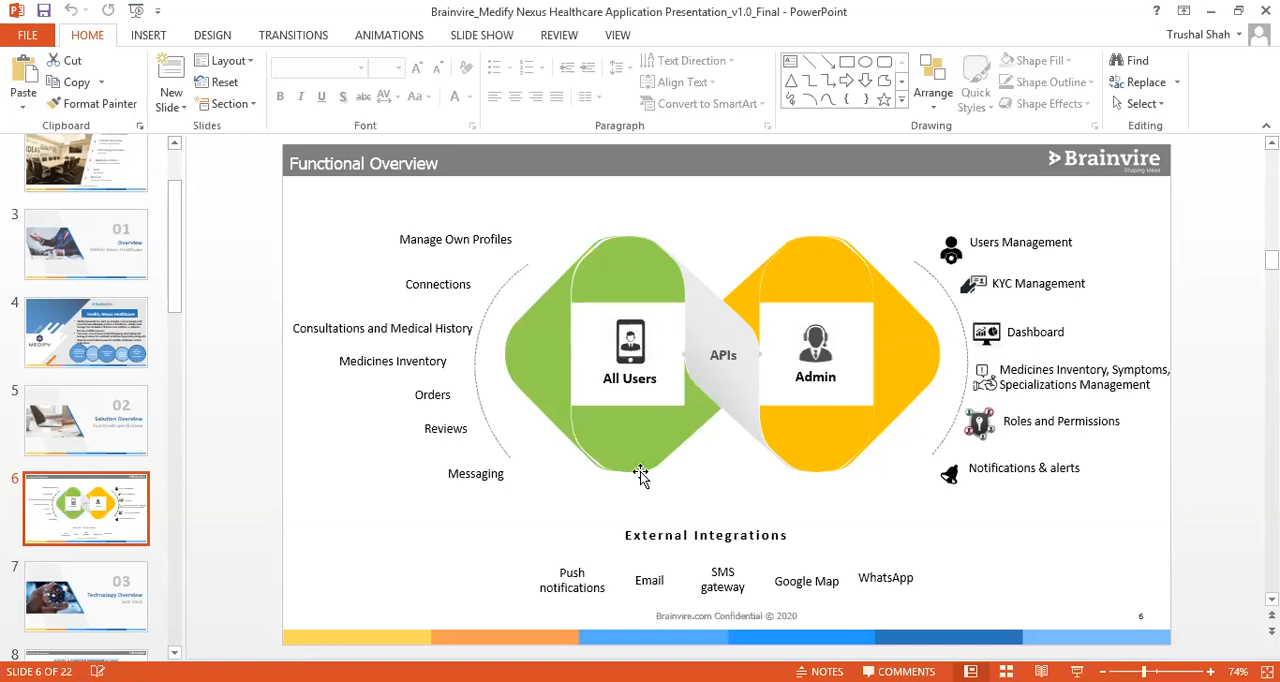 Brainvire_Medify Nexus Healthcare Application Presentation_v1.0_Final - PowerPoint
FILE HOME INSERT DESIGN TRANSITIONS ANIMATIONS SLIDE SHOW REVIEW VIEW
Trushal Shah
Paste
Cut
Copy
Format Painter
Clipboard
New
Slide
Layout
Reset
Section
Slides
B I U S abc AV Aa A
Font
Text Direction
Align Text
Convert to SmartArt
Paragraph
Arrange
Quick
Styles
Shape Fill
Shape Outline
Shape Effects
Drawing
Find
Replace
Select
Editing
3
01
Overview
4
MEDIFY
5
02
Solution Overview
6
7
03
Technology Overview
8
Functional Overview
Brainvire
Shaping Ideas
Manage Own Profiles
Connections
Consultations and Medical History
Medicines Inventory
Orders
Reviews
Messaging
All Users
APIs
Admin
Users Management
KYC Management
Dashboard
Medicines Inventory, Symptoms,
Specializations Management
Roles and Permissions
Notifications & alerts
External Integrations
Push
notifications
Email
SMS
gateway
Google Map
WhatsApp
Brainvire.com Confidential © 2020
6
SLIDE 6 OF 22
NOTES
COMMENTS
74%